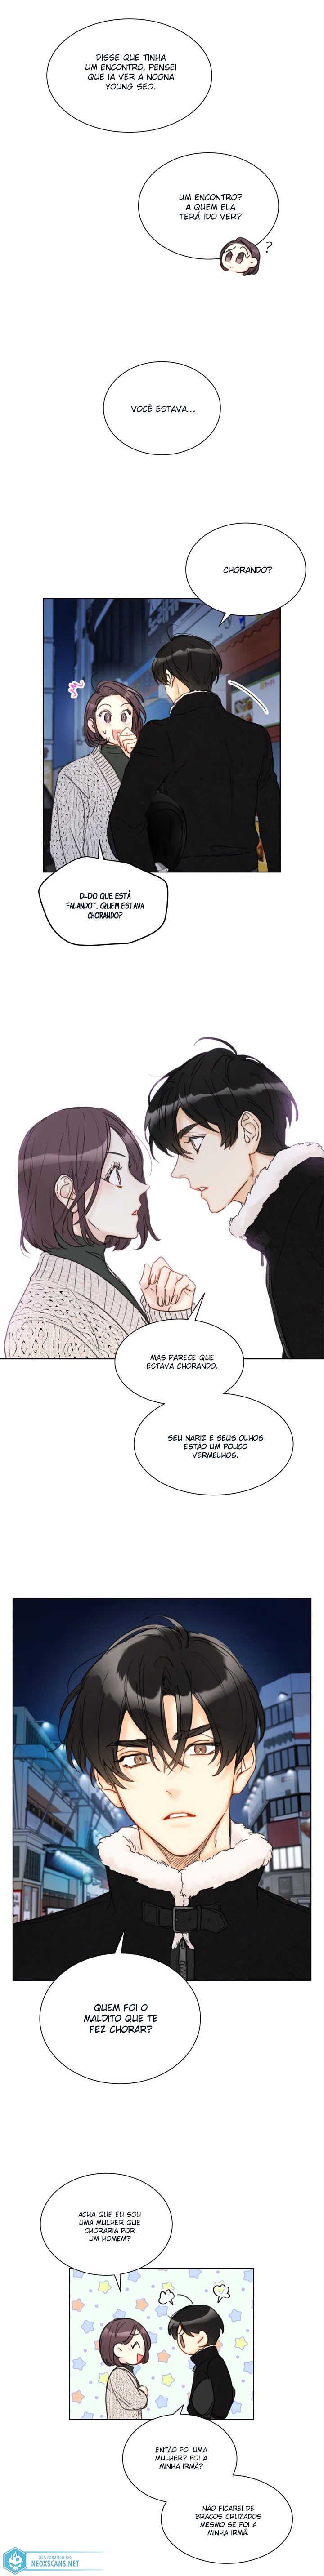 DISSE QUE TINHA
UM ENCONTRO, PENSEI
QUE IA VER A NOONA
YOUNG SEO.
UM ENCONTRO?
A QUEM ELA
TERÁ IDO VER?
?
VOCÊ ESTAVA...
CHORANDO?
D-DO QUE ESTÁ
FALANDO~. QUEM ESTAVA
CHORANDO?
MAS PARECE QUE
ESTAVA CHORANDO.
SEU NARIZ E SEUS OLHOS
ESTÃO UM POUCO
VERMELHOS.
QUEM FOI O
MALDITO QUE TE
FEZ CHORAR?
ACHA QUE EU SOU
UMA MULHER QUE
CHORARIA POR
UM HOMEM?
ENTÃO FOI UMA
MULHER? FOI A
MINHA IRMÃ?
NÃO FICAREI DE
BRAÇOS CRUZADOS
MESMO SE FOI A
MINHA IRMÃ.
LEIA PRIMEIRO EM:
NEOXSCANS.NET